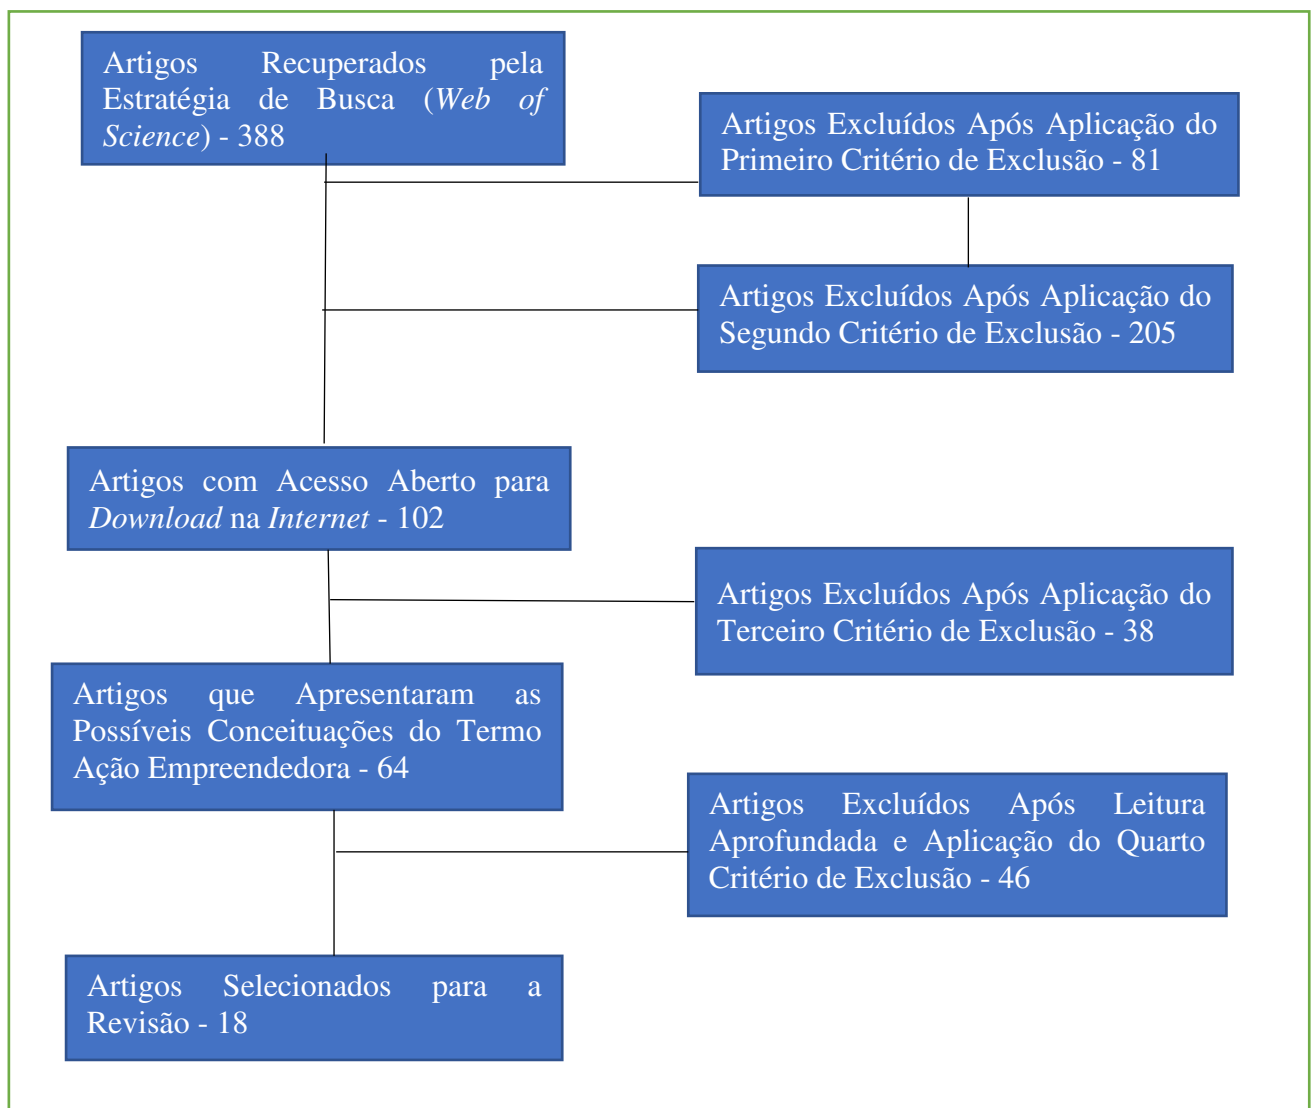 Artigos Recuperados pela
Estratégia de Busca (Web of
Science) - 388
Artigos Excluídos Após Aplicação do
Primeiro Critério de Exclusão - 81
Artigos Excluídos Após Aplicação do
Segundo Critério de Exclusão - 205
Artigos com Acesso Aberto para
Download na Internet - 102
Artigos Excluídos Após Aplicação do
Terceiro Critério de Exclusão - 38
Artigos que Apresentaram as
Possíveis Conceituações do Termo
Ação Empreendedora - 64
Artigos Excluídos Após Leitura
Aprofundada e Aplicação do Quarto
Critério de Exclusão - 46
Artigos Selecionados para a
Revisão - 18